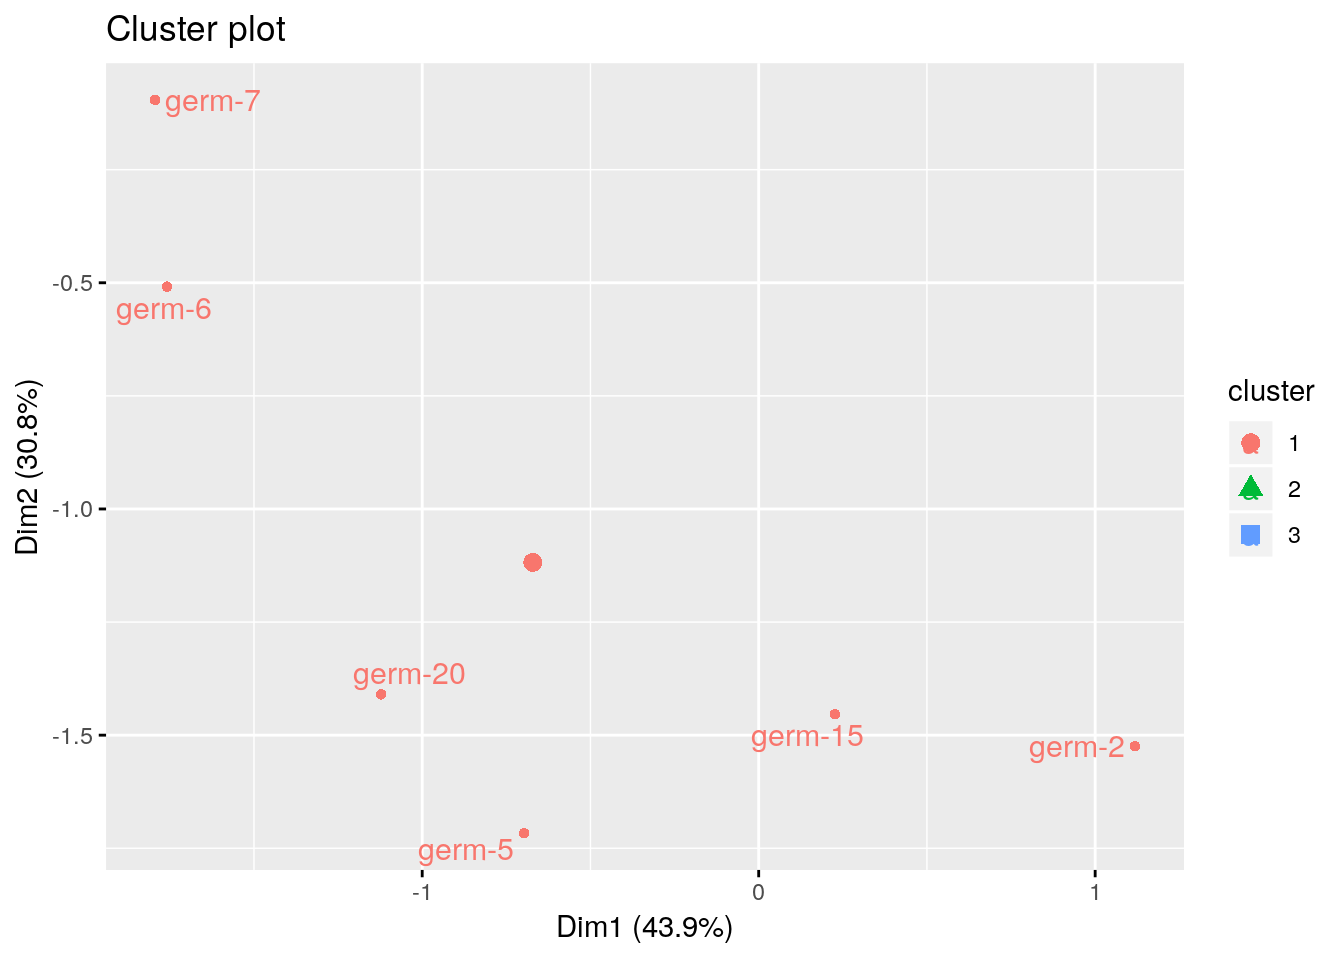 Cluster plot
germ-7
-0.5
germ-6
cluster
1
Dim2 (30.8%)
2
-1.0
3
germ-20
-1.5
germ-15
germ-2
germ-5
-1
0
1
Dim1 (43.9%)